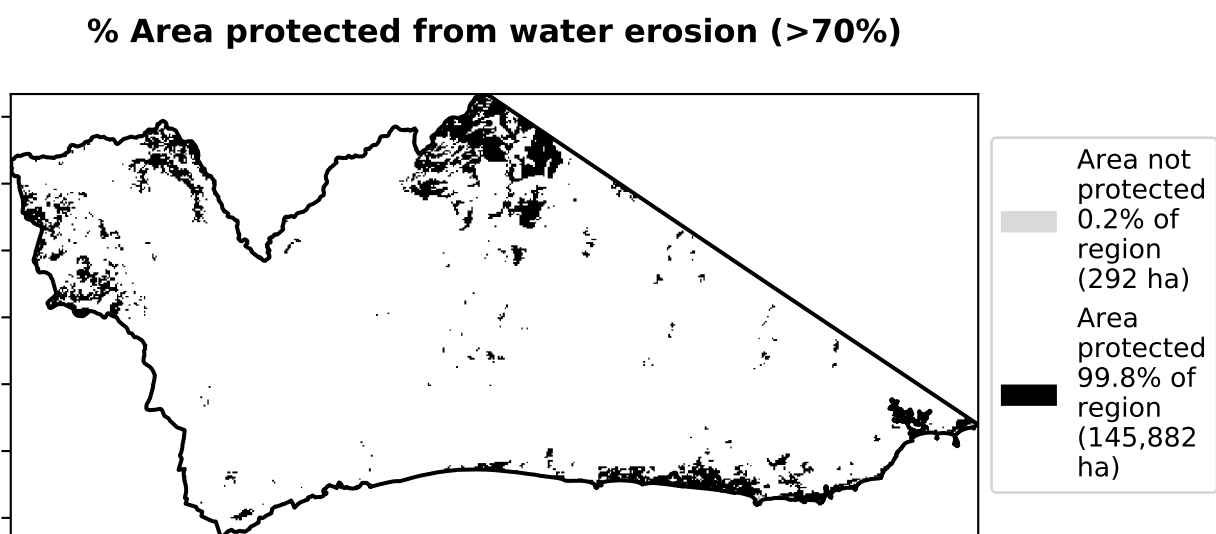 % Area protected from water erosion (>70%)
Area not
protected
0.2% of
region
(292 ha)
Area
protected
99.8% of
region
(145,882
ha)